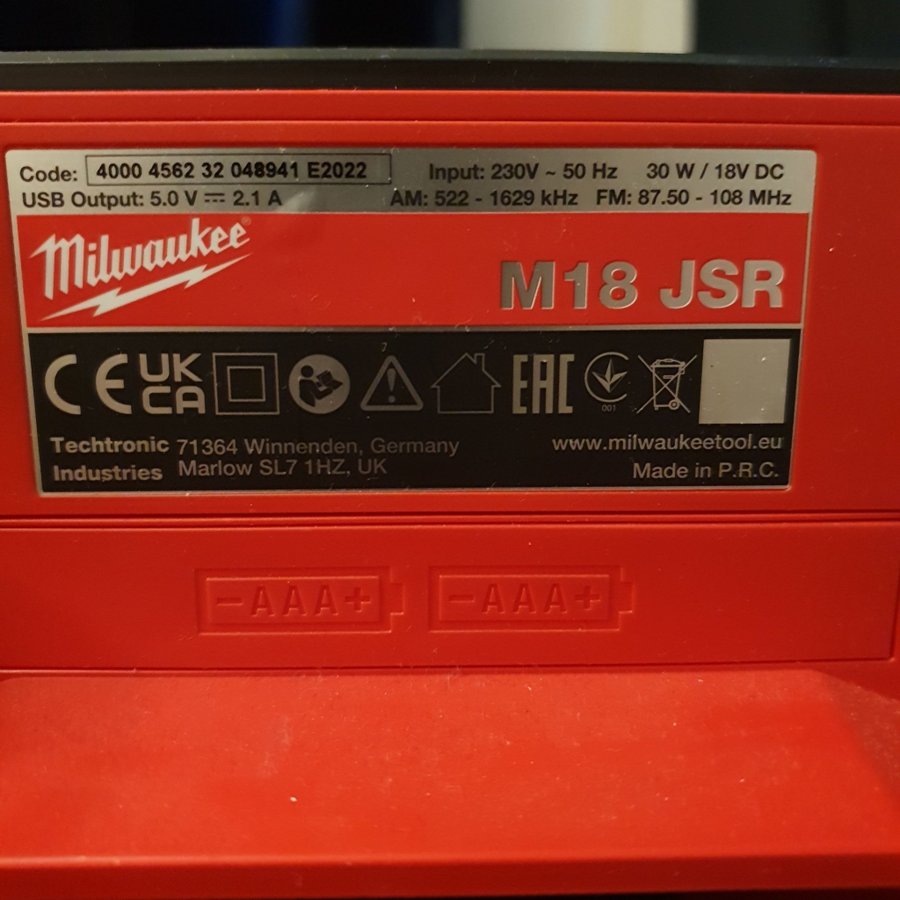 Code: 4000 4562 32 048941 E2022 Input: 230V ~ 50 Hz 30 W / 18V DC
USB Output: 5.0 V ⎓ 2.1 A AM: 522 - 1629 kHz FM: 87.50 - 108 MHz
Milwaukee®
M18 JSR
CE UKCA EAC
001
Techtronic Industries
71364 Winnenden, Germany
Marlow SL7 1HZ, UK
www.milwaukeetool.eu
Made in P.R.C.
-AAA+ -AAA+